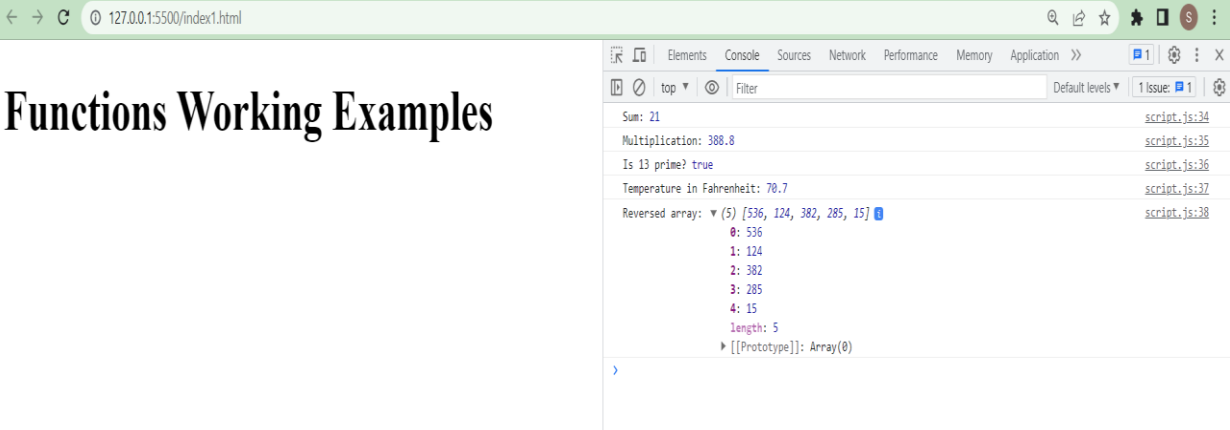 127.0.0.1:5500/index1.html
S
Functions Working Examples
Elements Console Sources Network Performance Memory Application 1
top Filter Default levels 1 Issue: 1
Sum: 21 script.js:34
Multiplication: 388.8 script.js:35
Is 13 prime? true script.js:36
Temperature in Fahrenheit: 70.7 script.js:37
Reversed array: (5) [536, 124, 382, 285, 15] i script.js:38
0: 536
1: 124
2: 382
3: 285
4: 15
length: 5
[[Prototype]]: Array(0)